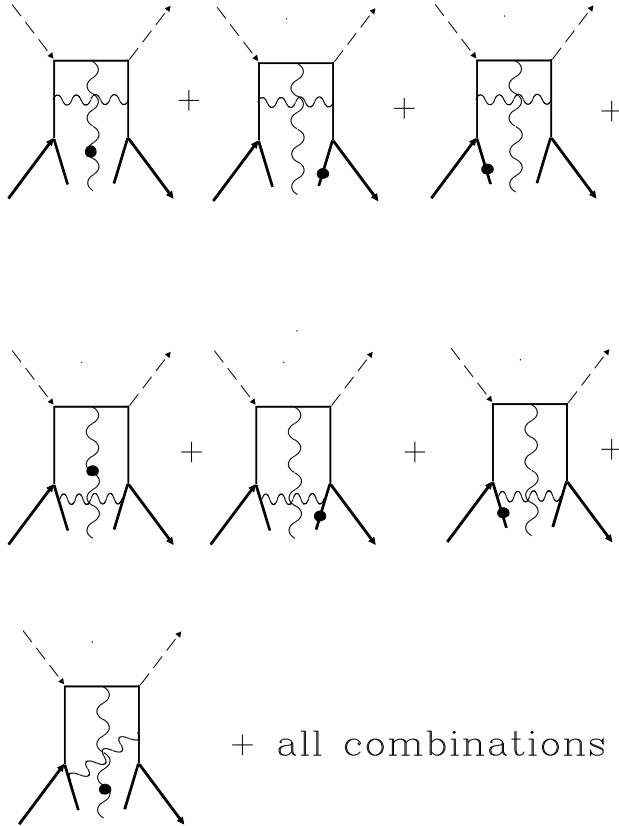 + + +
+ + +
+ all combinations